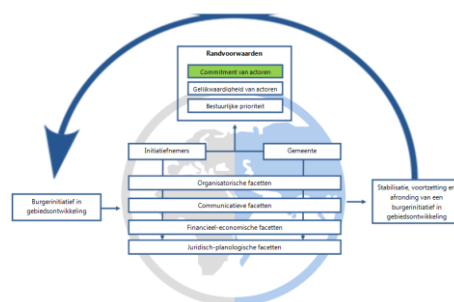 Randvoorwaarden
Commitment van actoren
Gelijkwaardigheid van actoren
Bestuurlijke prioriteit
Initiatiefnemers
Gemeente
Organisatorische facetten
Communicatieve facetten
Financieel-economische facetten
Juridisch-planologische facetten
Burgerinitiatief in
gebiedsontwikkeling
Stabilisatie, voortzetting en
afronding van een
burgerinitiatief in
gebiedsontwikkeling